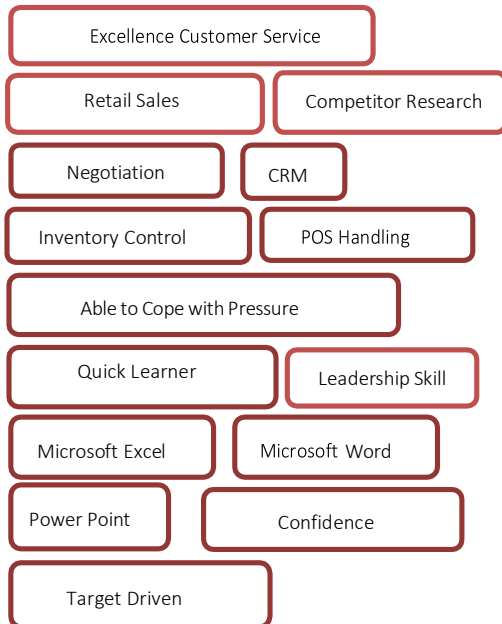 Excellence Customer Service
Retail Sales
Competitor Research
Negotiation
CRM
Inventory Control
POS Handling
Able to Cope with Pressure
Quick Learner
Leadership Skill
Microsoft Excel
Microsoft Word
Power Point
Confidence
Target Driven